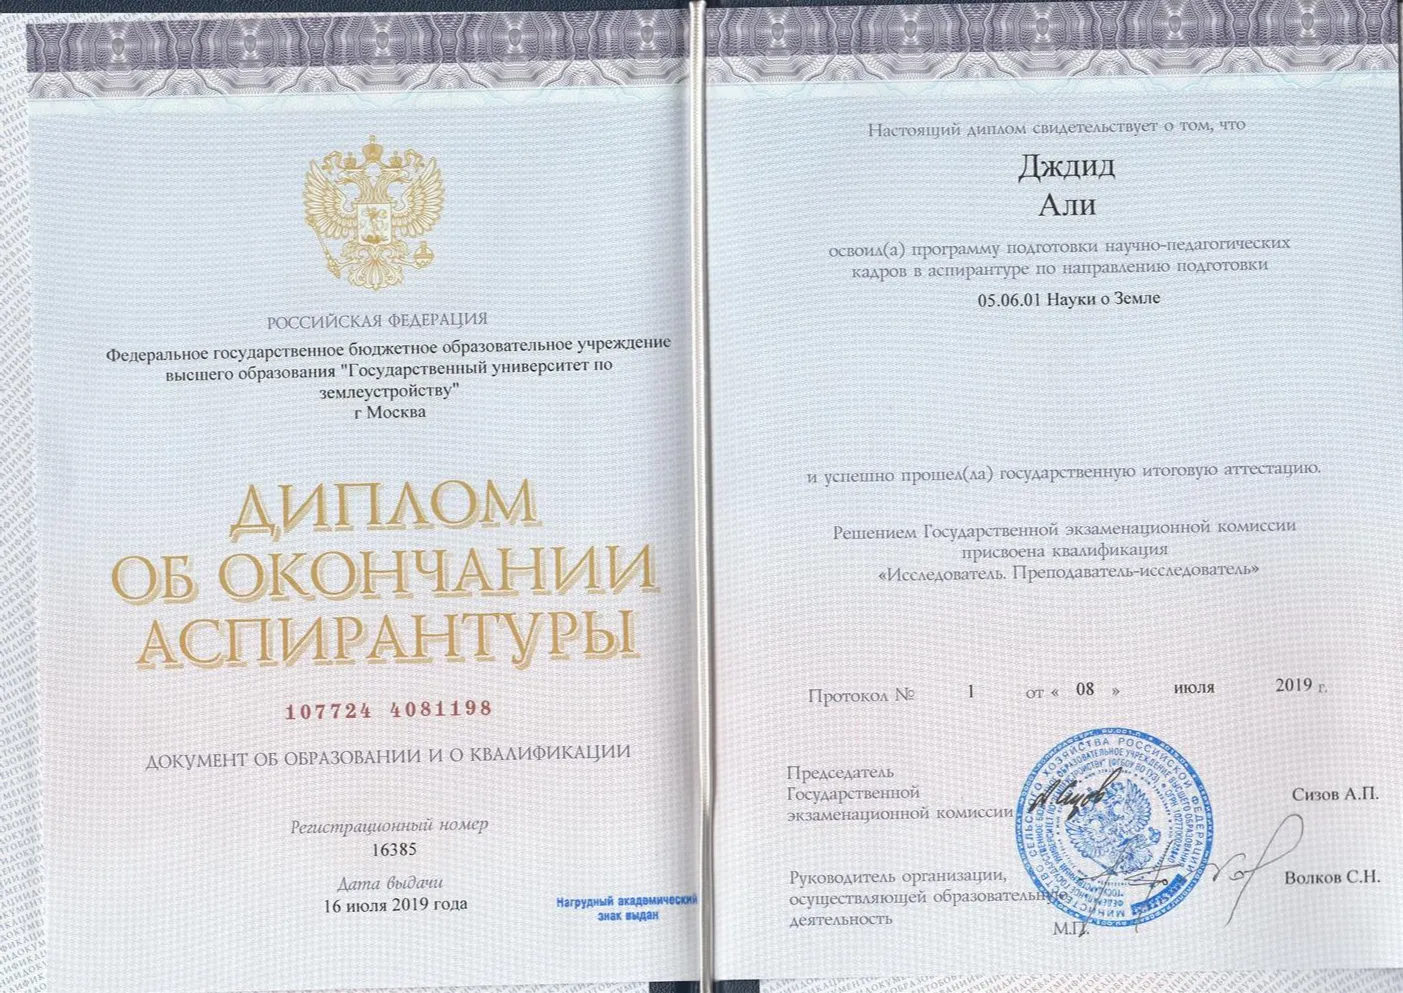 РОССИЙСКАЯ ФЕДЕРАЦИЯ
Федеральное государственное бюджетное образовательное учреждение
высшего образования "Государственный университет по
землеустройству"
г Москва
ДИПЛОМ
ОБ ОКОНЧАНИИ
АСПИРАНТУРЫ
107724 4081198
ДОКУМЕНТ ОБ ОБРАЗОВАНИИ И О КВАЛИФИКАЦИИ
Регистрационный номер
16385
Дата выдачи
16 июля 2019 года
Нагрудный академический
знак выдан
Настоящий диплом свидетельствует о том, что
Дждид
Али
освоил(а) программу подготовки научно-педагогических
кадров в аспирантуре по направлению подготовки
05.06.01 Науки о Земле
и успешно прошел(ла) государственную итоговую аттестацию.
Решением Государственной экзаменационной комиссии
присвоена квалификация
«Исследователь. Преподаватель-исследователь»
Протокол № 1 от « 08 » июля 2019 г.
Председатель
Государственной
экзаменационной комиссии
Сизов А.П.
Руководитель организации,
осуществляющей образовательную
деятельность
Волков С.Н.
М.П.